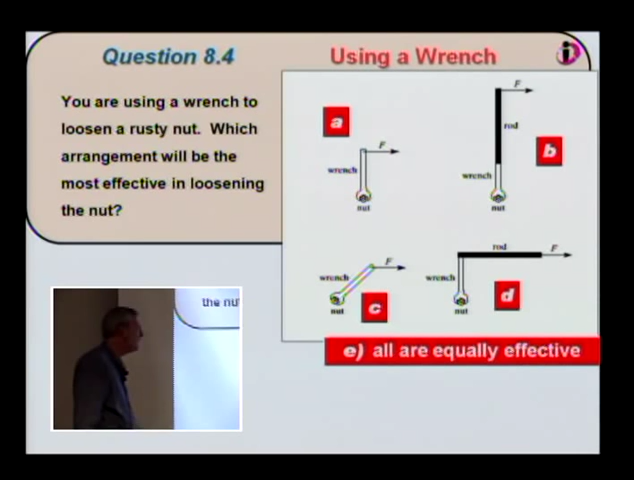 Question 8.4
Using a Wrench
You are using a wrench to
loosen a rusty nut. Which
arrangement will be the
most effective in loosening
the nut?
a
F
wrench
nut
b
F
rod
wrench
nut
c
F
wrench
nut
d
rod
F
wrench
nut
e) all are equally effective
the nu